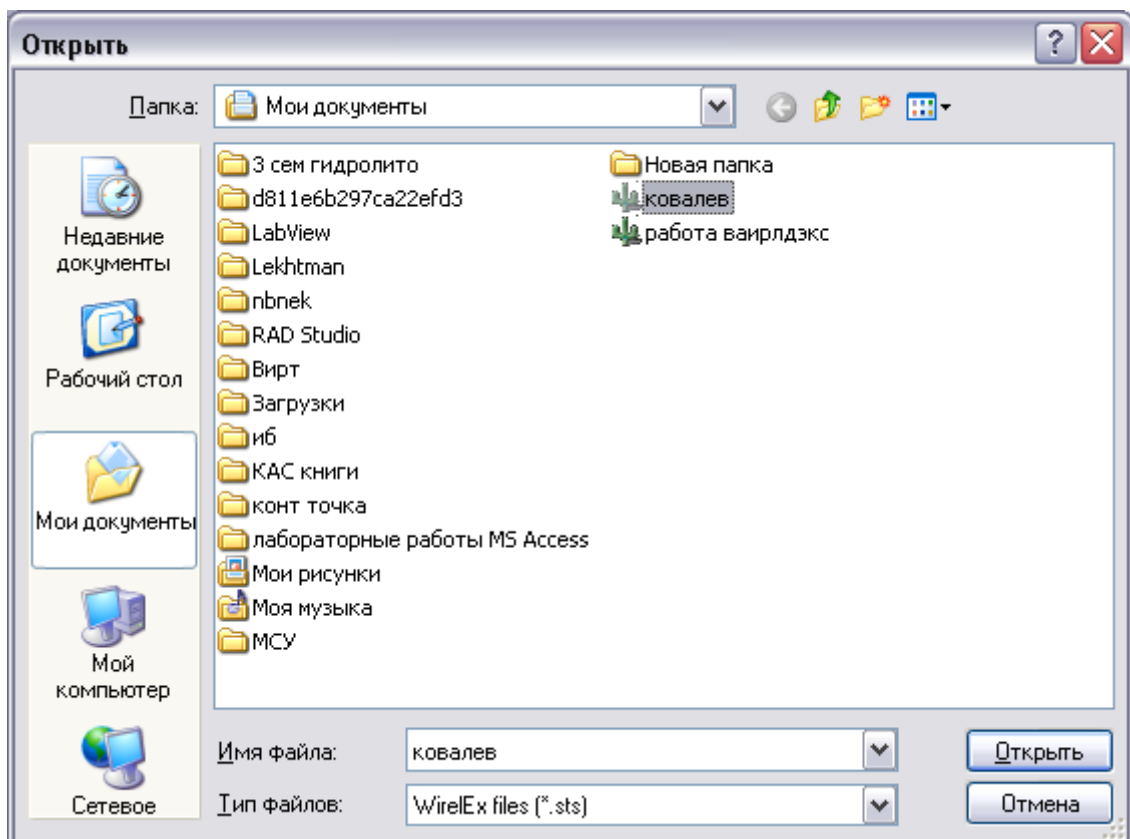 Открыть
Папка:
Мои документы
Недавние
документы
Рабочий стол
Мои документы
Мой
компьютер
Сетевое
3 сем гидролито
d811e6b297ca22efd3
LabView
Lekhtman
nbnek
RAD Studio
Вирт
Загрузки
иб
КАС книги
конт точка
лабораторные работы MS Access
Мои рисунки
Моя музыка
МСУ
Новая папка
ковалев
работа ваирлдэкс
Имя файла:
ковалев
Открыть
Тип файлов:
WirelEx files (*.sts)
Отмена